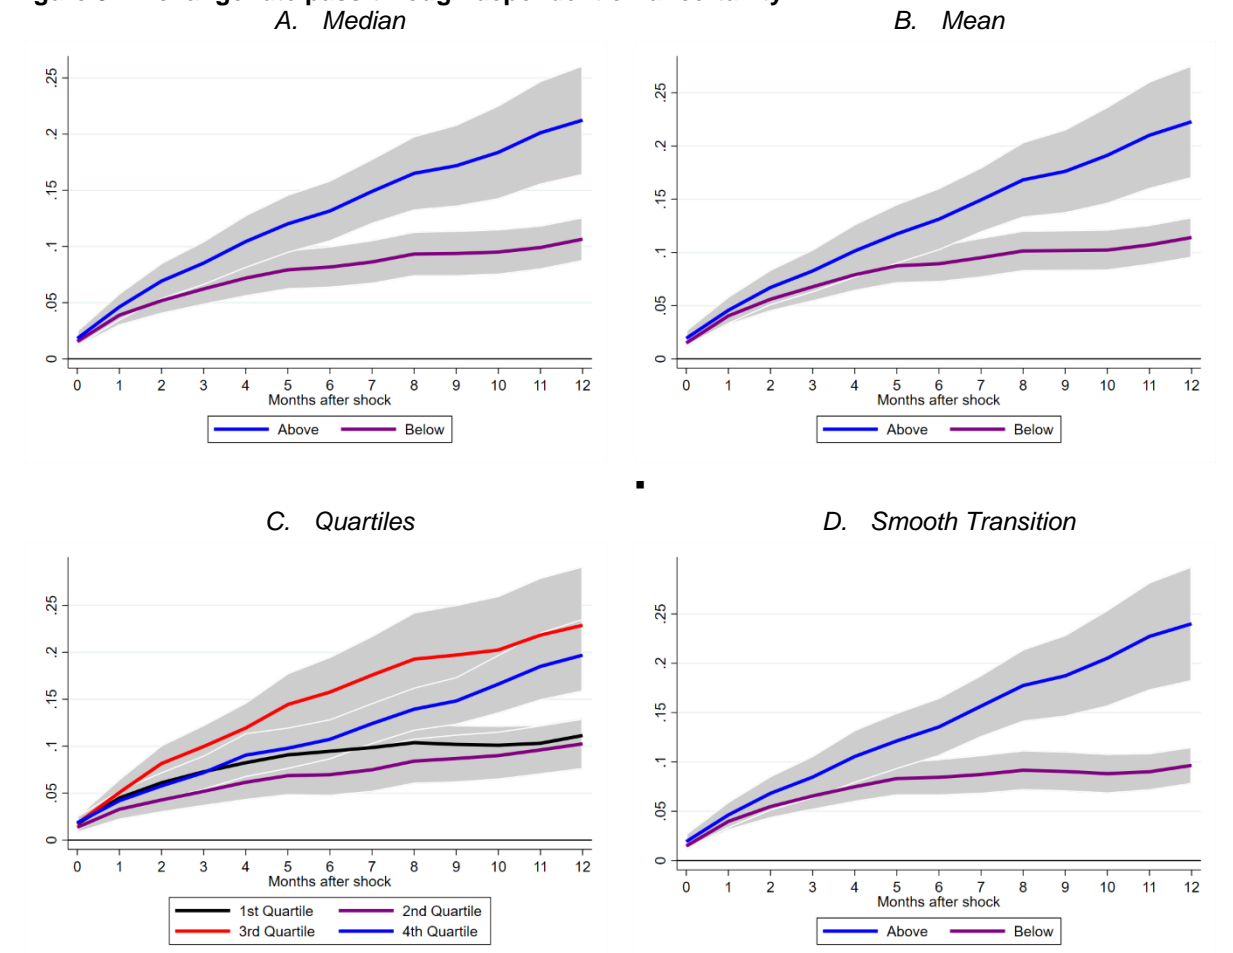 A. Median
B. Mean
.25
.2
.15
.1
.05
0
0 1 2 3 4 5 6 7 8 9 10 11 12
Months after shock
Above Below
.25
.2
.15
.1
.05
0
0 1 2 3 4 5 6 7 8 9 10 11 12
Months after shock
Above Below
C. Quartiles
D. Smooth Transition
.25
.2
.15
.1
.05
0
0 1 2 3 4 5 6 7 8 9 10 11 12
Months after shock
1st Quartile 2nd Quartile
3rd Quartile 4th Quartile
.25
.2
.15
.1
.05
0
0 1 2 3 4 5 6 7 8 9 10 11 12
Months after shock
Above Below